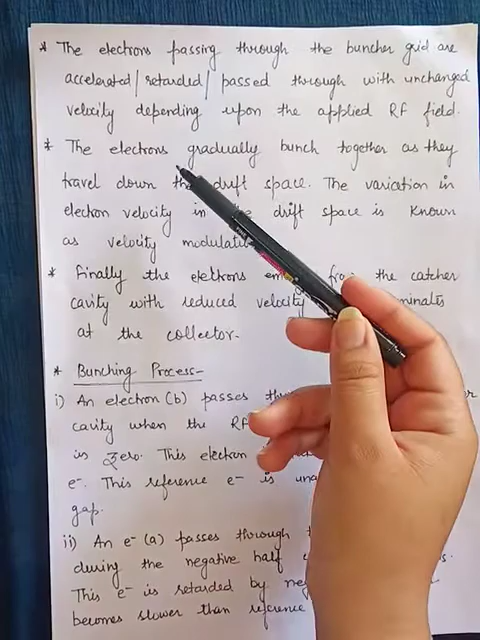 * The electrons passing through the buncher grid are
accelerated/retarded/passed through with unchanged
velocity depending upon the applied RF field.
* The electrons gradually bunch together as they
travel down the drift space. The variation in
electron velocity in drift space is known
as velocity
* Finally the electrons from the catcher
cavity with reduced velocity
at the collector.
* Bunching Process-
i) An electron (b) passes
cavity when the RF
is zero. This electron
e⁻. This reference e⁻ is
gap.
ii) An e⁻ (a) passes through
during the negative half
This e⁻ is retarded by
becomes slower than reference